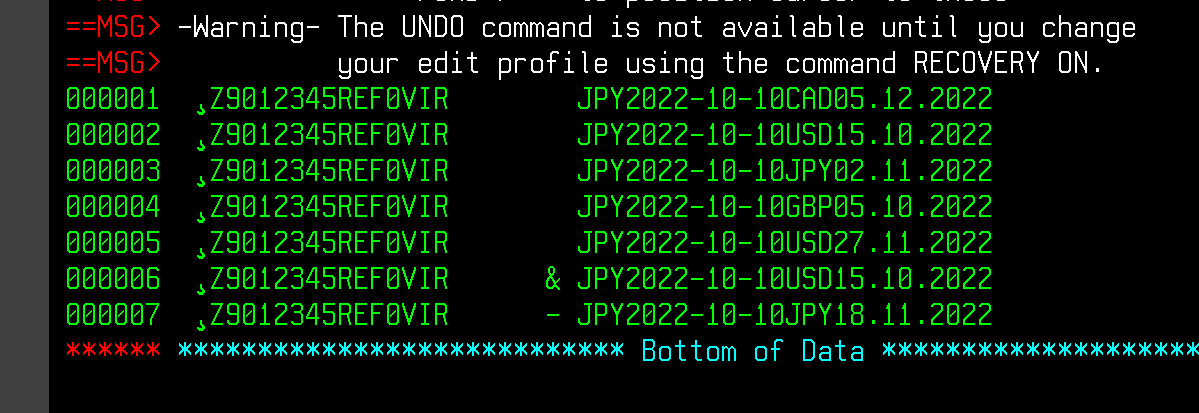 ==MSG> -Warning- The UNDO command is not available until you change
==MSG> your edit profile using the command RECOVERY ON.
000001 ¸Z9012345REF0VIR JPY2022-10-10CAD05.12.2022
000002 ¸Z9012345REF0VIR JPY2022-10-10USD15.10.2022
000003 ¸Z9012345REF0VIR JPY2022-10-10JPY02.11.2022
000004 ¸Z9012345REF0VIR JPY2022-10-10GBP05.10.2022
000005 ¸Z9012345REF0VIR JPY2022-10-10USD27.11.2022
000006 ¸Z9012345REF0VIR & JPY2022-10-10USD15.10.2022
000007 ¸Z9012345REF0VIR - JPY2022-10-10JPY18.11.2022
****** **************************** Bottom of Data ********************